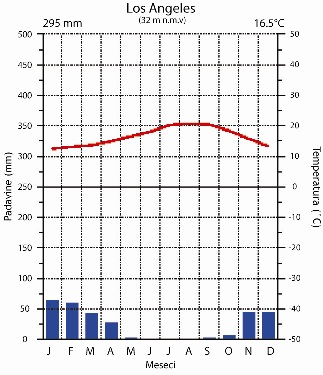 Los Angeles
(32 m n.m.v)
295 mm
16.5°C
500
450
400
350
300
250
200
150
100
50
0
50
40
30
20
10
0
-10
-20
-30
-40
-50
Padavine (mm)
Temperatura (°C)
J F M A M J J A S O N D
Meseci